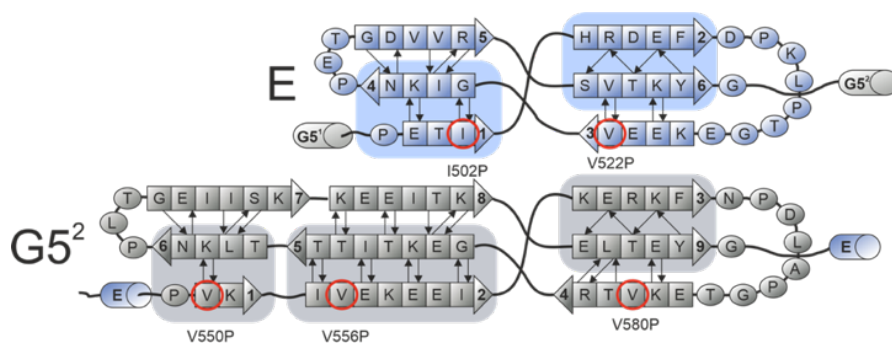 T G D V V R 5 H R D E F 2 D P K
E
E P 4 N K I G S V T K Y 6 G L G5²
G5¹ P E T I 1 3 V E E K E G T P
I502P V522P
T G E I I S K 7 K E E I T K 8 K E R K F 3 N P D
G5² L P 6 N K L T 5 T T I T K E G E L T E Y 9 G L E
E P V K 1 I V E K E E I 2 4 R T V K E T G P A
V550P V556P V580P